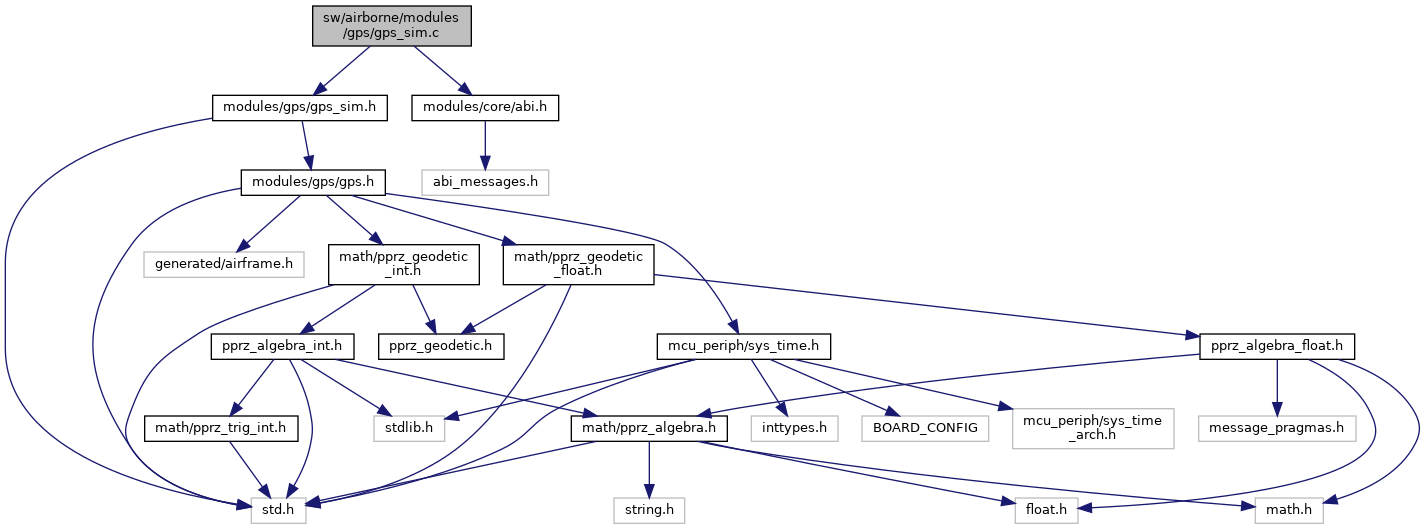 sw/airborne/modules
/gps/gps_sim.c
modules/gps/gps_sim.h
modules/core/abi.h
modules/gps/gps.h
abi_messages.h
generated/airframe.h
math/pprz_geodetic
_int.h
math/pprz_geodetic
_float.h
pprz_algebra_int.h
pprz_geodetic.h
mcu_periph/sys_time.h
pprz_algebra_float.h
math/pprz_trig_int.h
stdlib.h
math/pprz_algebra.h
inttypes.h
BOARD_CONFIG
mcu_periph/sys_time
_arch.h
message_pragmas.h
std.h
string.h
float.h
math.h